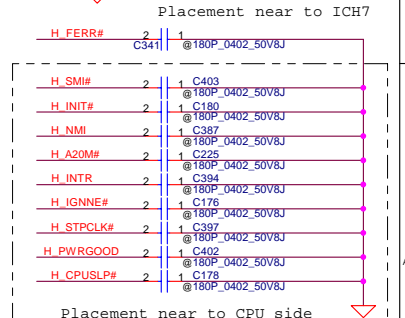 Placement near to ICH7
H_FERR# 2 1
C341 @180P_0402_50V8J
H_SMI# 2 1 C403
@180P_0402_50V8J
H_INIT# 2 1 C180
@180P_0402_50V8J
H_NMI 2 1 C387
@180P_0402_50V8J
H_A20M# 2 1 C225
@180P_0402_50V8J
H_INTR 2 1 C394
@180P_0402_50V8J
H_IGNNE# 2 1 C176
@180P_0402_50V8J
H_STPCLK# 2 1 C397
@180P_0402_50V8J
H_PWRGOOD 2 1 C402
@180P_0402_50V8J
H_CPUSLP# 2 1 C178
@180P_0402_50V8J
Placement near to CPU side